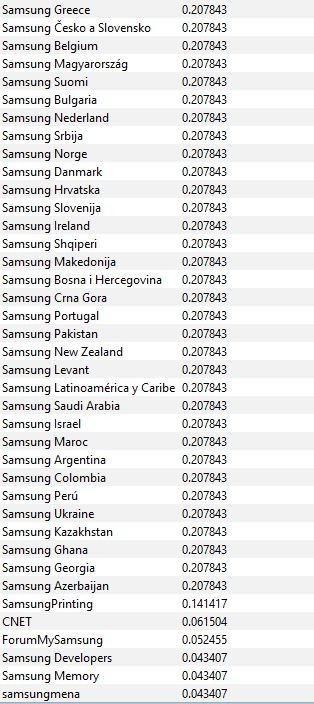 Samsung Greece 0.207843
Samsung Česko a Slovensko 0.207843
Samsung Belgium 0.207843
Samsung Magyarország 0.207843
Samsung Suomi 0.207843
Samsung Bulgaria 0.207843
Samsung Nederland 0.207843
Samsung Srbija 0.207843
Samsung Norge 0.207843
Samsung Danmark 0.207843
Samsung Hrvatska 0.207843
Samsung Slovenija 0.207843
Samsung Ireland 0.207843
Samsung Shqiperi 0.207843
Samsung Makedonija 0.207843
Samsung Bosna i Hercegovina 0.207843
Samsung Crna Gora 0.207843
Samsung Portugal 0.207843
Samsung Pakistan 0.207843
Samsung New Zealand 0.207843
Samsung Levant 0.207843
Samsung Latinoamérica y Caribe 0.207843
Samsung Saudi Arabia 0.207843
Samsung Israel 0.207843
Samsung Maroc 0.207843
Samsung Argentina 0.207843
Samsung Colombia 0.207843
Samsung Perú 0.207843
Samsung Ukraine 0.207843
Samsung Kazakhstan 0.207843
Samsung Ghana 0.207843
Samsung Georgia 0.207843
Samsung Azerbaijan 0.207843
SamsungPrinting 0.141417
CNET 0.061504
ForumMySamsung 0.052455
Samsung Developers 0.043407
Samsung Memory 0.043407
samsungmena 0.043407